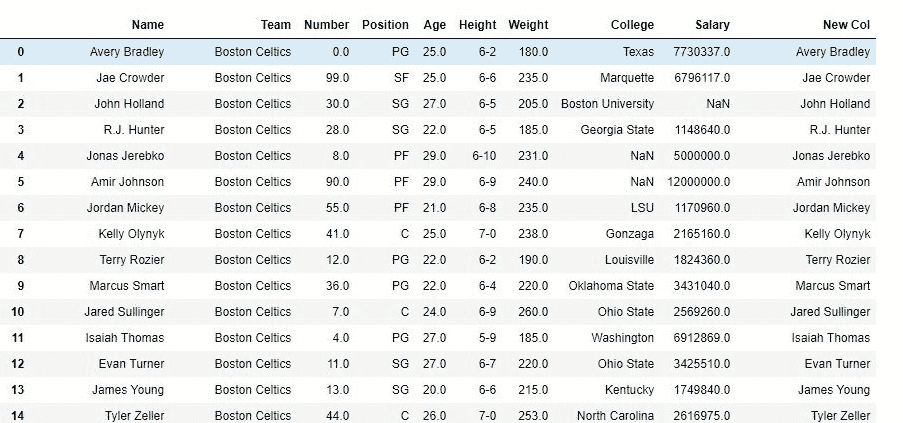 Name Team Number Position Age Height Weight College Salary New Col
0 Avery Bradley Boston Celtics 0.0 PG 25.0 6-2 180.0 Texas 7730337.0 Avery Bradley
1 Jae Crowder Boston Celtics 99.0 SF 25.0 6-6 235.0 Marquette 6796117.0 Jae Crowder
2 John Holland Boston Celtics 30.0 SG 27.0 6-5 205.0 Boston University NaN John Holland
3 R.J. Hunter Boston Celtics 28.0 SG 22.0 6-5 185.0 Georgia State 1148640.0 R.J. Hunter
4 Jonas Jerebko Boston Celtics 8.0 PF 29.0 6-10 231.0 NaN 5000000.0 Jonas Jerebko
5 Amir Johnson Boston Celtics 90.0 PF 29.0 6-9 240.0 NaN 12000000.0 Amir Johnson
6 Jordan Mickey Boston Celtics 55.0 PF 21.0 6-8 235.0 LSU 1170960.0 Jordan Mickey
7 Kelly Olynyk Boston Celtics 41.0 C 25.0 7-0 238.0 Gonzaga 2165160.0 Kelly Olynyk
8 Terry Rozier Boston Celtics 12.0 PG 22.0 6-2 190.0 Louisville 1824360.0 Terry Rozier
9 Marcus Smart Boston Celtics 36.0 PG 22.0 6-4 220.0 Oklahoma State 3431040.0 Marcus Smart
10 Jared Sullinger Boston Celtics 7.0 C 24.0 6-9 260.0 Ohio State 2569260.0 Jared Sullinger
11 Isaiah Thomas Boston Celtics 4.0 PG 27.0 5-9 185.0 Washington 6912869.0 Isaiah Thomas
12 Evan Turner Boston Celtics 11.0 SG 27.0 6-7 220.0 Ohio State 3425510.0 Evan Turner
13 James Young Boston Celtics 13.0 SG 20.0 6-6 215.0 Kentucky 1749840.0 James Young
14 Tyler Zeller Boston Celtics 44.0 C 26.0 7-0 253.0 North Carolina 2616975.0 Tyler Zeller